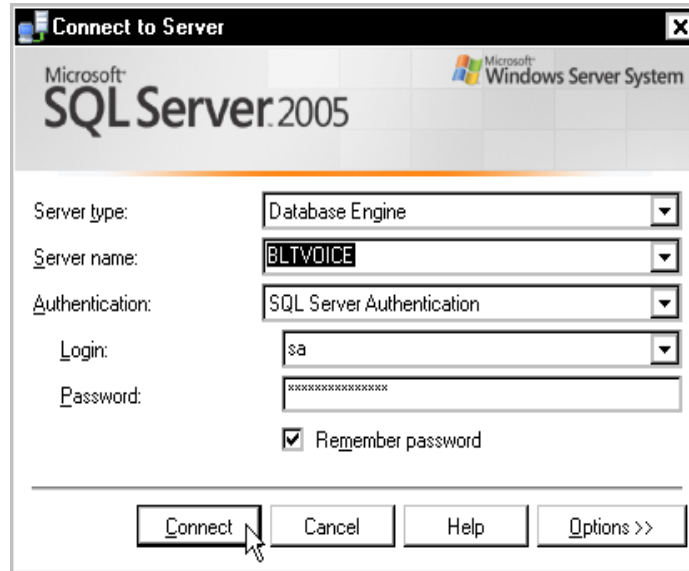 Connect to Server
Microsoft
SQL Server 2005
Microsoft
Windows Server System
Server type:
Database Engine
Server name:
BLTVOICE
Authentication:
SQL Server Authentication
Login:
sa
Password:
***************
Remember password
Connect
Cancel
Help
Options >>